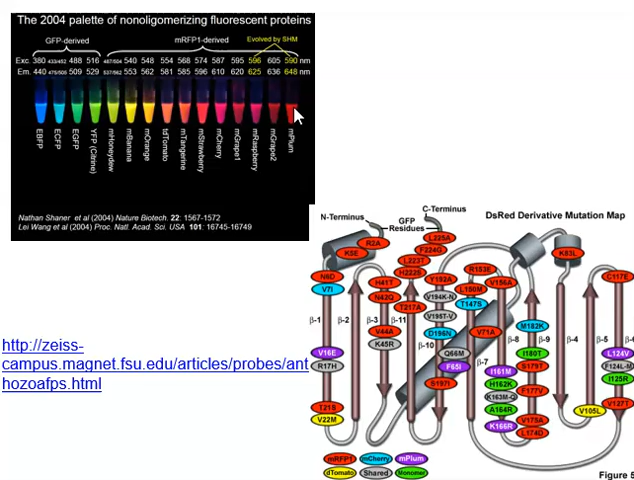 The 2004 palette of nonoligomerizing fluorescent proteins
GFP-derived
mRFP1-derived
Evolved by SHM
Exc. 380 433/452 488 516 487/504 540 548 554 568 574 587 595 596 605 590 nm
Em. 440 475/505 509 529 537/562 553 562 581 585 596 610 620 625 636 648 nm
EBFP
ECFP
EGFP
YFP (Citrine)
mHoneydew
mBanana
mOrange
tdTomato
mTangerine
mStrawberry
mCherry
mGrape1
mRaspberry
mGrape2
mPlum
Nathan Shaner et al (2004) Nature Biotech. 22: 1567-1572
Lei Wang et al (2004) Proc. Natl. Acad. Sci. USA 101: 16745-16749
http://zeiss-
campus.magnet.fsu.edu/articles/probes/ant
hozoafps.html
DsRed Derivative Mutation Map
N-Terminus
C-Terminus
GFP
Residues
L225A
F224G
L223T
H222S
R2A
K5E
K83L
N6D
V7I
H41T
N42Q
T217A
Y192A
V194K-N
V195T-V
D196N
R153E
L150M
T147S
V156A
C117E
β-1
β-2
β-3
β-11
β-10
β-7
β-8
β-9
β-4
β-5
β-6
V44A
K45R
V71A
M182K
V16E
R17H
Q66M
F65I
S197I
I161M
H162K
K163M-Q
A164R
K166R
I180T
S179T
F177V
V175A
L174D
L124V
F124L-M
I125R
V127T
T21S
V22M
V105L
mRFP1
mCherry
mPlum
dTomato
Shared
Monomer
Figure 5